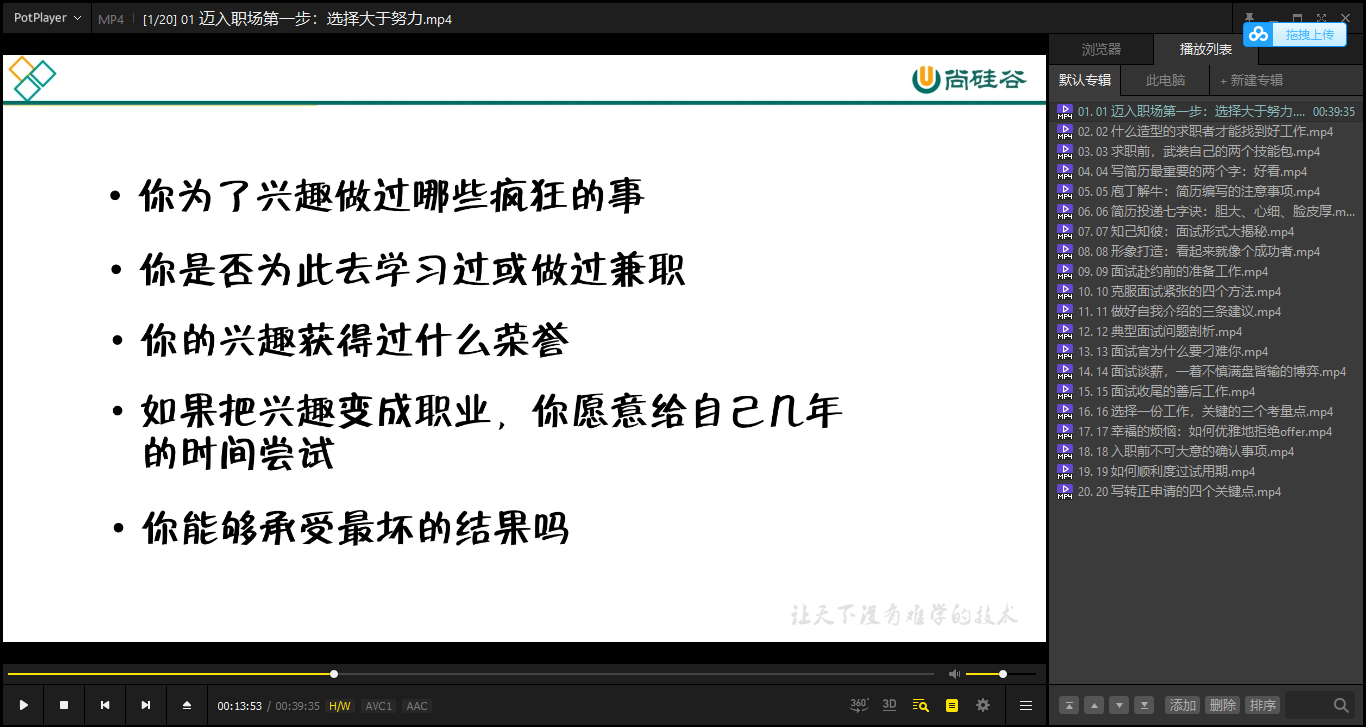 PotPlayer MP4 [1/20] 01 迈入职场第一步：选择大于努力.mp4
拖拽上传
浏览器 播放列表
默认专辑 此电脑 + 新建专辑
尚硅谷
你为了兴趣做过哪些疯狂的事
你是否为此去学习过或做过兼职
你的兴趣获得过什么荣誉
如果把兴趣变成职业，你愿意给自己几年
的时间尝试
你能够承受最坏的结果吗
让天下没有难学的技术
01. 01 迈入职场第一步：选择大于努力.... 00:39:35
02. 02 什么造型的求职者才能找到好工作.mp4
03. 03 求职前，武装自己的两个技能包.mp4
04. 04 写简历最重要的两个字：好看.mp4
05. 05 庖丁解牛：简历编写的注意事项.mp4
06. 06 简历投递七字诀：胆大、心细、脸皮厚.m...
07. 07 知己知彼：面试形式大揭秘.mp4
08. 08 形象打造：看起来就像个成功者.mp4
09. 09 面试赴约前的准备工作.mp4
10. 10 克服面试紧张的四个方法.mp4
11. 11 做好自我介绍的三条建议.mp4
12. 12 典型面试问题剖析.mp4
13. 13 面试官为什么要刁难你.mp4
14. 14 面试谈薪，一着不慎满盘皆输的博弈.mp4
15. 15 面试收尾的善后工作.mp4
16. 16 选择一份工作，关键的三个考量点.mp4
17. 17 幸福的烦恼：如何优雅地拒绝offer.mp4
18. 18 入职前不可大意的确认事项.mp4
19. 19 如何顺利度过试用期.mp4
20. 20 写转正申请的四个关键点.mp4
00:13:53 / 00:39:35 H/W AVC1 AAC 360° 3D
添加 删除 排序